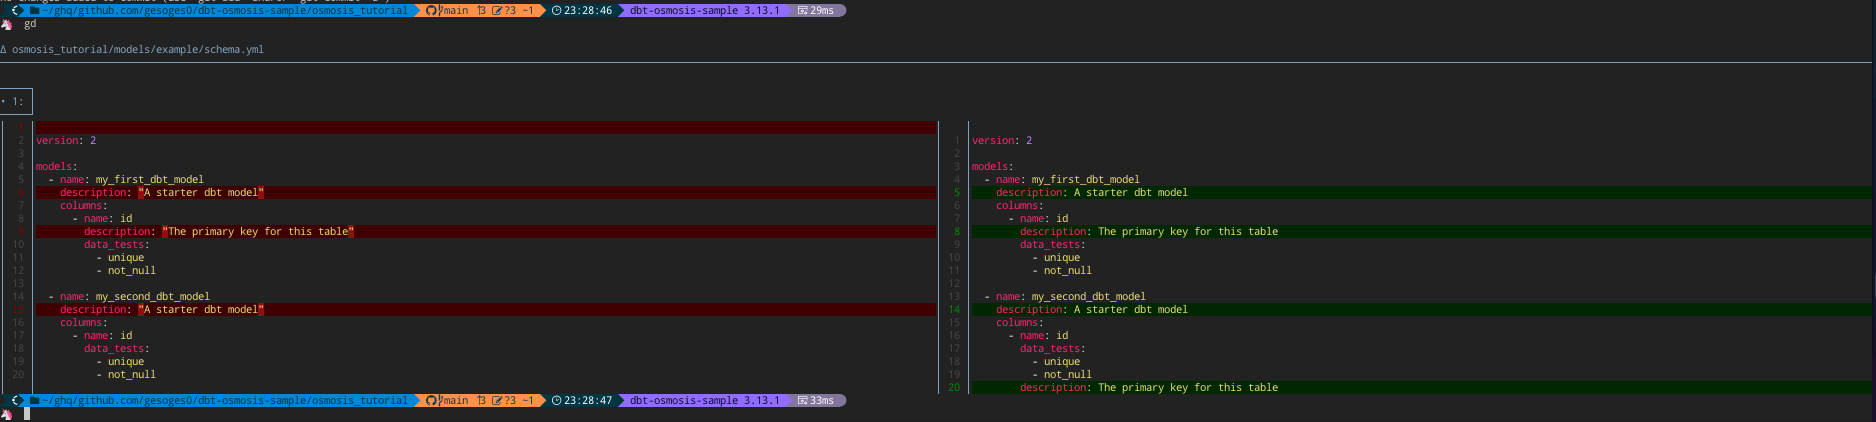 ~/ghq/github.com/gesoges0/dbt-osmosis-sample/osmosis_tutorial main ⇡3 ?3 ~1 23:28:46 dbt-osmosis-sample 3.13.1 29ms
gd
Δ osmosis_tutorial/models/example/schema.yml
• 1:
2 version: 2 1 version: 2
3 2
4 models: 3 models:
5 - name: my_first_dbt_model 4 - name: my_first_dbt_model
6 description: "A starter dbt model" 5 description: A starter dbt model
7 columns: 6 columns:
8 - name: id 7 - name: id
9 description: "The primary key for this table" 8 description: The primary key for this table
10 data_tests: 9 data_tests:
11 - unique 10 - unique
12 - not_null 11 - not_null
13 12
14 - name: my_second_dbt_model 13 - name: my_second_dbt_model
15 description: "A starter dbt model" 14 description: A starter dbt model
16 columns: 15 columns:
17 - name: id 16 - name: id
18 data_tests: 17 data_tests:
19 - unique 18 - unique
20 - not_null 19 - not_null
20 description: The primary key for this table
~/ghq/github.com/gesoges0/dbt-osmosis-sample/osmosis_tutorial main ⇡3 ?3 ~1 23:28:47 dbt-osmosis-sample 3.13.1 33ms